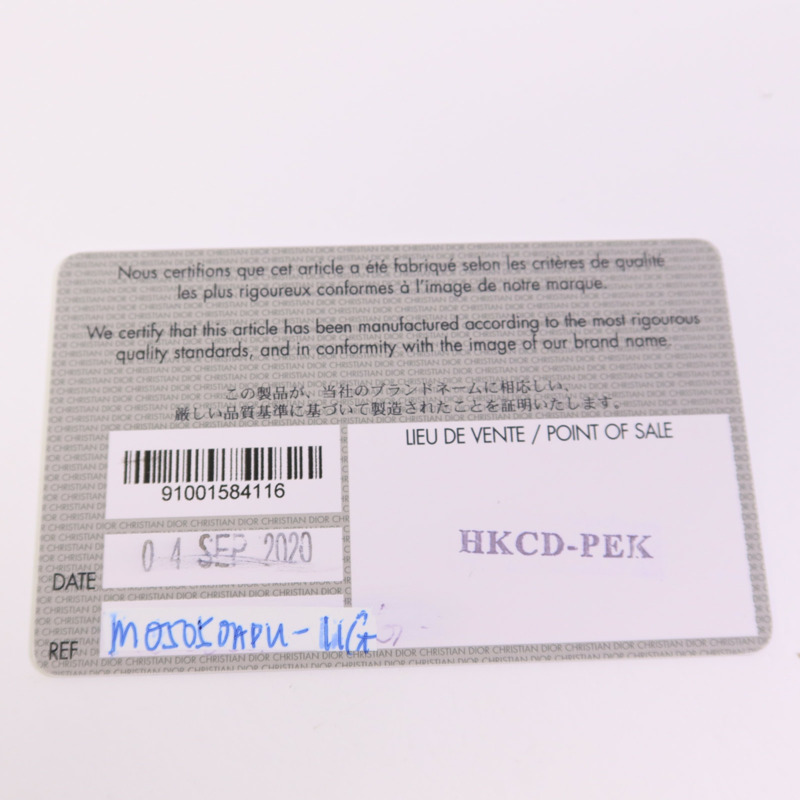 Nous certifions que cet article a été fabriqué selon les critères de qualité
les plus rigoureux conformes à l'image de notre marque.
We certify that this article has been manufactured according to the most rigourous
quality standards, and in conformity with the image of our brand name.
この製品が、当社のブランドネームに相応しい、
厳しい品質基準に基づいて製造されたことを証明いたします。
91001584116
LIEU DE VENTE / POINT OF SALE
HKCD-PEK
DATE 04 SEP 2020
REF
CHRISTIAN DIOR